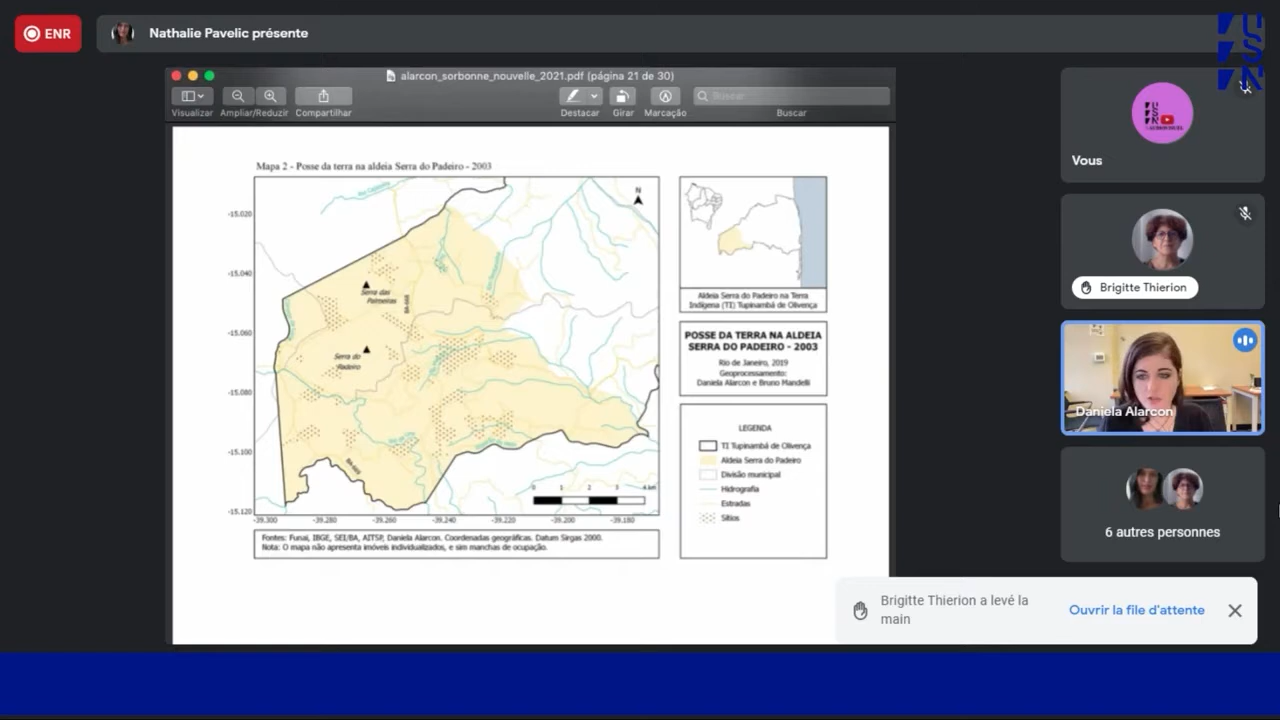 ENR
Nathalie Pavelic présente
USN
alarcon_sorbonne_nouvelle_2021.pdf (página 21 de 30)
Buscar
Visualizar Ampliar/Reduzir Compartilhar Destacar Girar Marcação Buscar
Vous
Brigitte Thierion
Daniela Alarcon
6 autres personnes
Mapa 2 - Posse da terra na aldeia Serra do Padeiro - 2003
N
-15.020
-15.040
-15.060
-15.080
-15.100
-15.120
Serra das
Palmeiras
Serra do
Padeiro
0 1 2 3 4 km
-39.300 -39.280 -39.260 -39.240 -39.220 -39.200 -39.180
Fontes: Funai, IBGE, SEI/BA, AITSP, Daniela Alarcon. Coordenadas geográficas. Datum Sirgas 2000.
Nota: O mapa não apresenta imóveis individualizados, e sim manchas de ocupação.
Aldeia Serra do Padeiro na Terra
Indígena (TI) Tupinambá de Olivença
POSSE DA TERRA NA ALDEIA
SERRA DO PADEIRO - 2003
Rio de Janeiro, 2019
Geoprocessamento:
Daniela Alarcon e Bruno Mandelli
LEGENDA
TI Tupinambá de Olivença
Aldeia Serra do Padeiro
Divisão municipal
Hidrografia
Estradas
Sítios
Brigitte Thierion a levé la
main
Ouvrir la file d'attente